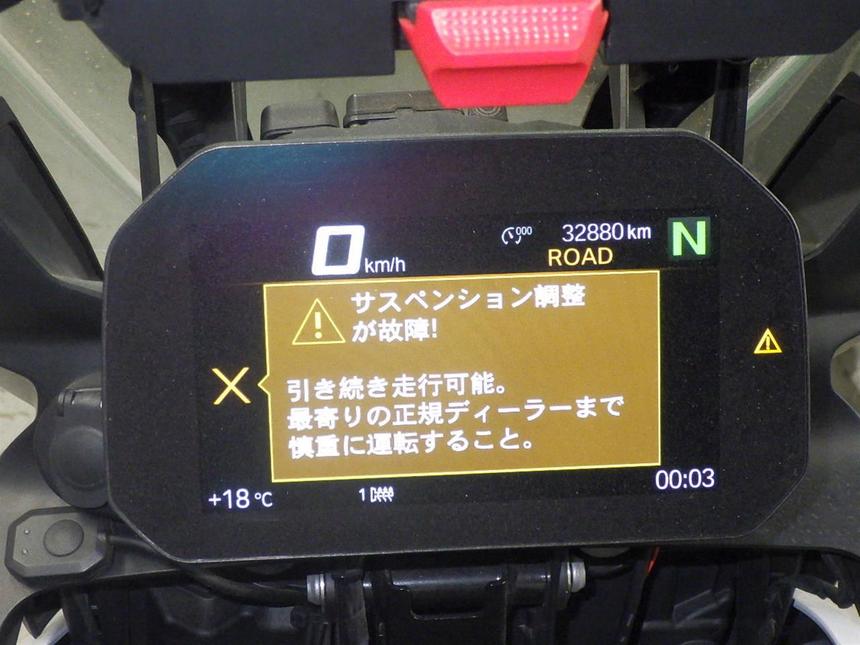 0 km/h
000 32880 km
ROAD
N
サスペンション調整
が故障!
引き続き走行可能。
最寄りの正規ディーラーまで
慎重に運転すること。
+18 °C
1
00:03